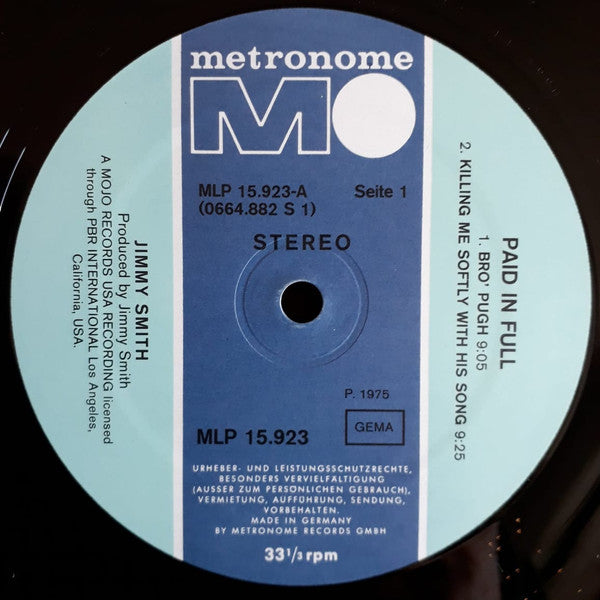 metronome
MO
MLP 15.923-A Seite 1
(0664.882 S 1)
STEREO
P. 1975
MLP 15.923 GEMA
URHEBER- UND LEISTUNGSSCHUTZRECHTE,
BESONDERS VERVIELFÄLTIGUNG
(AUSSER ZUM PERSÖNLICHEN GEBRAUCH),
VERMIETUNG, AUFFÜHRUNG, SENDUNG,
VORBEHALTEN.
MADE IN GERMANY
BY METRONOME RECORDS GMBH
33 1/3 rpm
PAID IN FULL
1. BRO' PUGH 9:05
2. KILLING ME SOFTLY WITH HIS SONG 9:25
JIMMY SMITH
Produced by Jimmy Smith
A MOJO RECORDS USA RECORDING licensed
through PBR INTERNATIONAL Los Angeles,
California, USA.